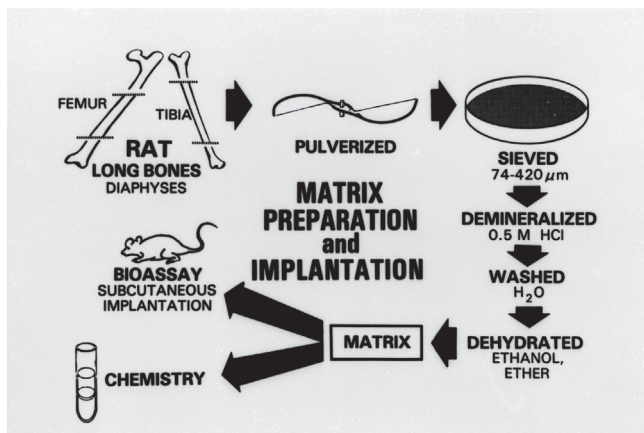 FEMUR
TIBIA
RAT
LONG BONES
DIAPHYSES
PULVERIZED
SIEVED
74-420 μm
DEMINERALIZED
0.5 M HCl
WASHED
H₂O
DEHYDRATED
ETHANOL,
ETHER
MATRIX
PREPARATION
and
IMPLANTATION
MATRIX
BIOASSAY
SUBCUTANEOUS
IMPLANTATION
CHEMISTRY